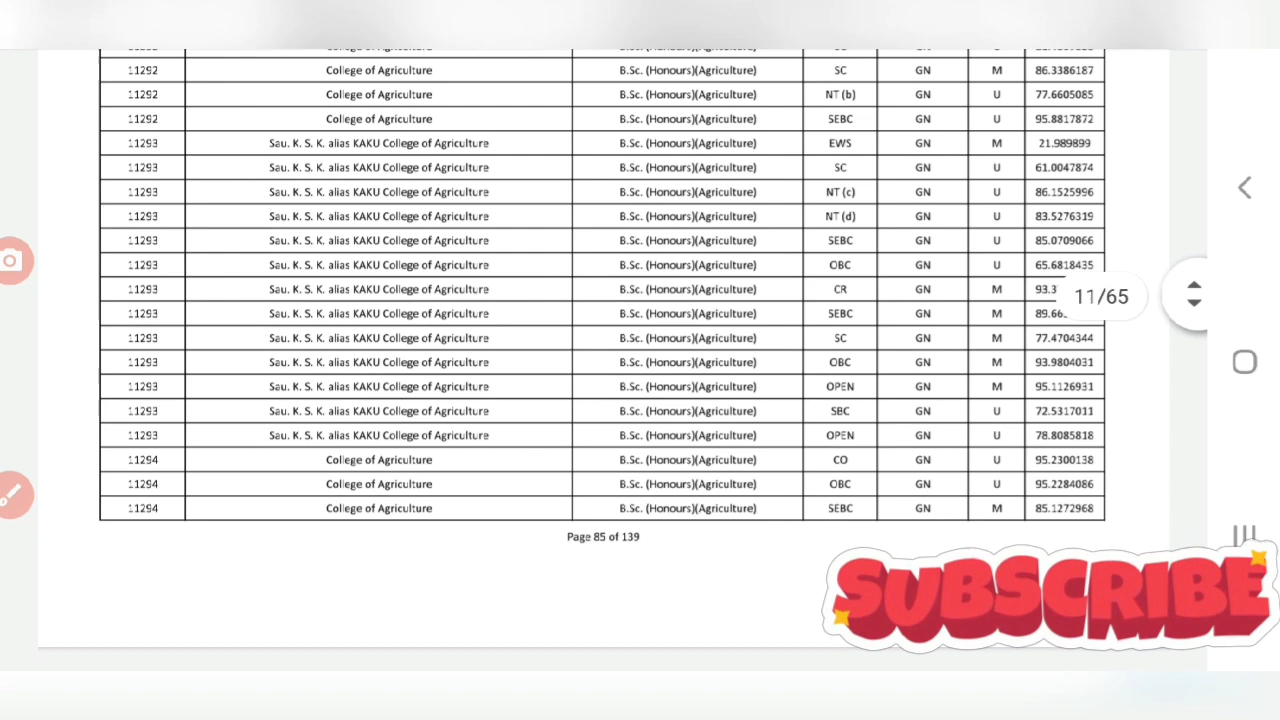 11292 College of Agriculture B.Sc. (Honours)(Agriculture) SC GN M 86.3386187
11292 College of Agriculture B.Sc. (Honours)(Agriculture) NT (b) GN U 77.6605085
11292 College of Agriculture B.Sc. (Honours)(Agriculture) SEBC GN U 95.8817872
11293 Sau. K. S. K. alias KAKU College of Agriculture B.Sc. (Honours)(Agriculture) EWS GN M 21.989899
11293 Sau. K. S. K. alias KAKU College of Agriculture B.Sc. (Honours)(Agriculture) SC GN U 61.0047874
11293 Sau. K. S. K. alias KAKU College of Agriculture B.Sc. (Honours)(Agriculture) NT (c) GN U 86.1525996
11293 Sau. K. S. K. alias KAKU College of Agriculture B.Sc. (Honours)(Agriculture) NT (d) GN U 83.5276319
11293 Sau. K. S. K. alias KAKU College of Agriculture B.Sc. (Honours)(Agriculture) SEBC GN U 85.0709066
11293 Sau. K. S. K. alias KAKU College of Agriculture B.Sc. (Honours)(Agriculture) OBC GN U 65.6818435
11293 Sau. K. S. K. alias KAKU College of Agriculture B.Sc. (Honours)(Agriculture) CR GN M
11/65
11293 Sau. K. S. K. alias KAKU College of Agriculture B.Sc. (Honours)(Agriculture) SEBC GN M
11293 Sau. K. S. K. alias KAKU College of Agriculture B.Sc. (Honours)(Agriculture) SC GN M 77.4704344
11293 Sau. K. S. K. alias KAKU College of Agriculture B.Sc. (Honours)(Agriculture) OBC GN M 93.9804031
11293 Sau. K. S. K. alias KAKU College of Agriculture B.Sc. (Honours)(Agriculture) OPEN GN M 95.1126931
11293 Sau. K. S. K. alias KAKU College of Agriculture B.Sc. (Honours)(Agriculture) SBC GN U 72.5317011
11293 Sau. K. S. K. alias KAKU College of Agriculture B.Sc. (Honours)(Agriculture) OPEN GN U 78.8085818
11294 College of Agriculture B.Sc. (Honours)(Agriculture) CO GN U 95.2300138
11294 College of Agriculture B.Sc. (Honours)(Agriculture) OBC GN U 95.2284086
11294 College of Agriculture B.Sc. (Honours)(Agriculture) SEBC GN M 85.1272968
Page 85 of 139
SUBSCRIBE